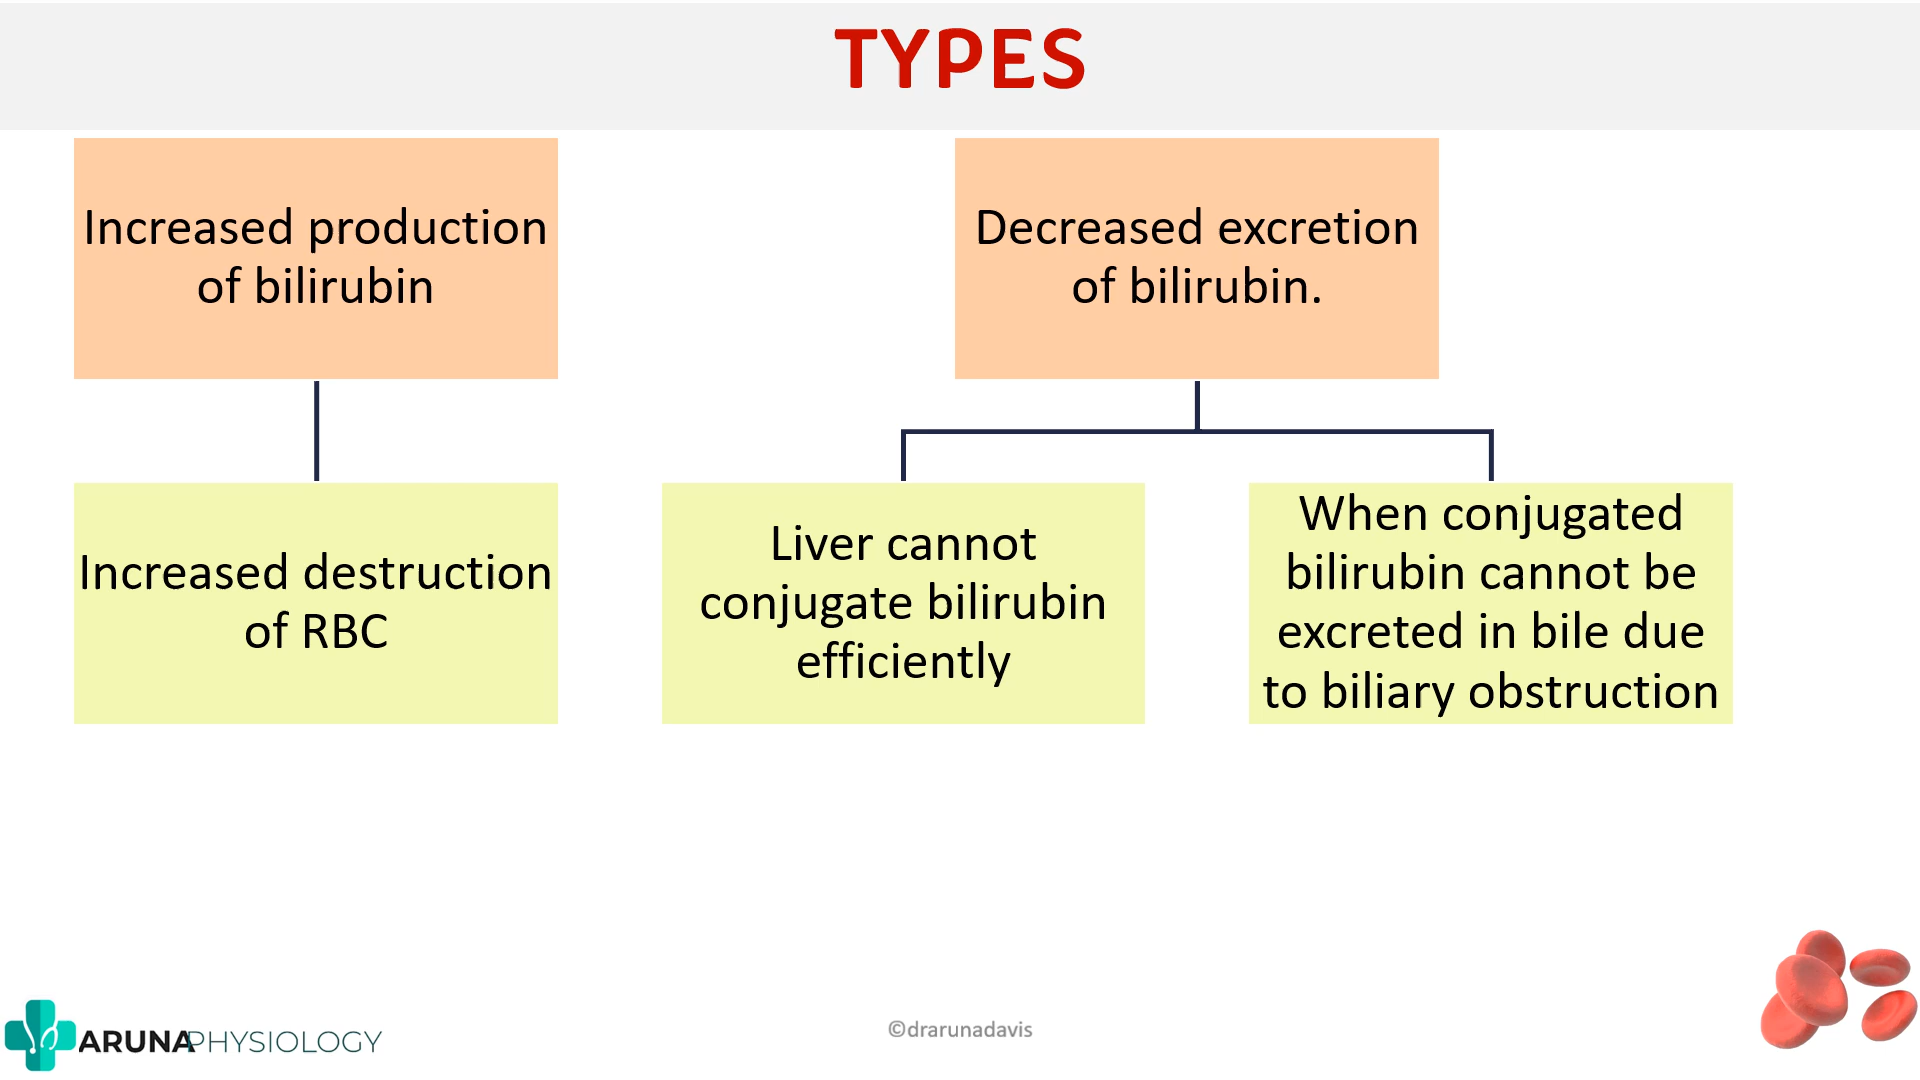 TYPES
Increased production
of bilirubin
Decreased excretion
of bilirubin.
Increased destruction
of RBC
Liver cannot
conjugate bilirubin
efficiently
When conjugated
bilirubin cannot be
excreted in bile due
to biliary obstruction
ARUNAPHYSIOLOGY
©drarunadavis